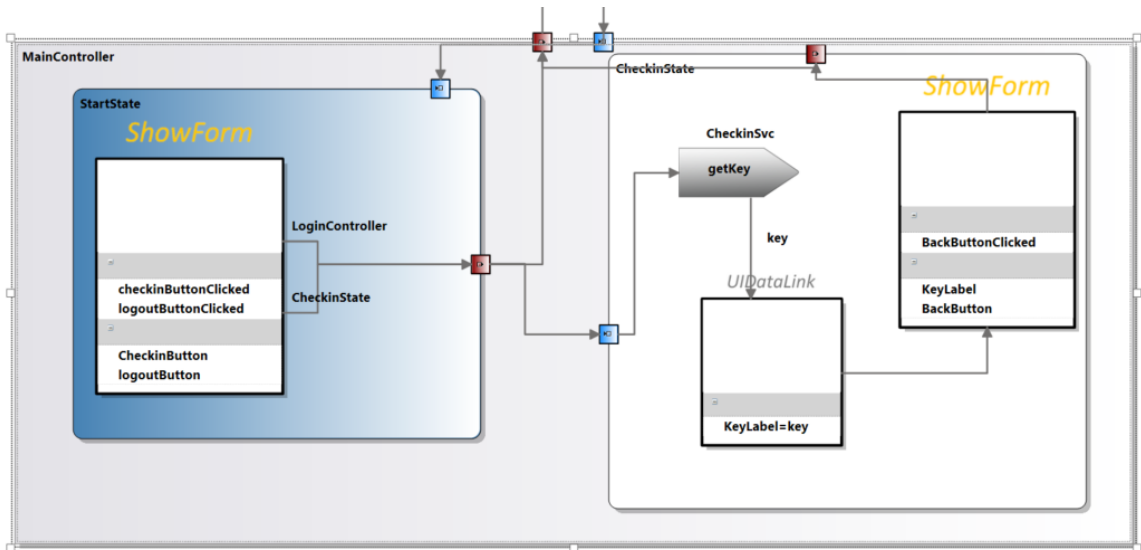 MainController
StartState
ShowForm
checkinButtonClicked
logoutButtonClicked
CheckinButton
logoutButton
LoginController
CheckinState
CheckinState
CheckinSvc
getKey
key
UIDataLink
KeyLabel=key
ShowForm
BackButtonClicked
KeyLabel
BackButton